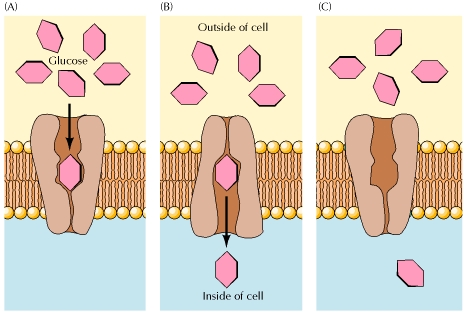 (A)
Glucose
(B)
Outside of cell
Inside of cell
(C)